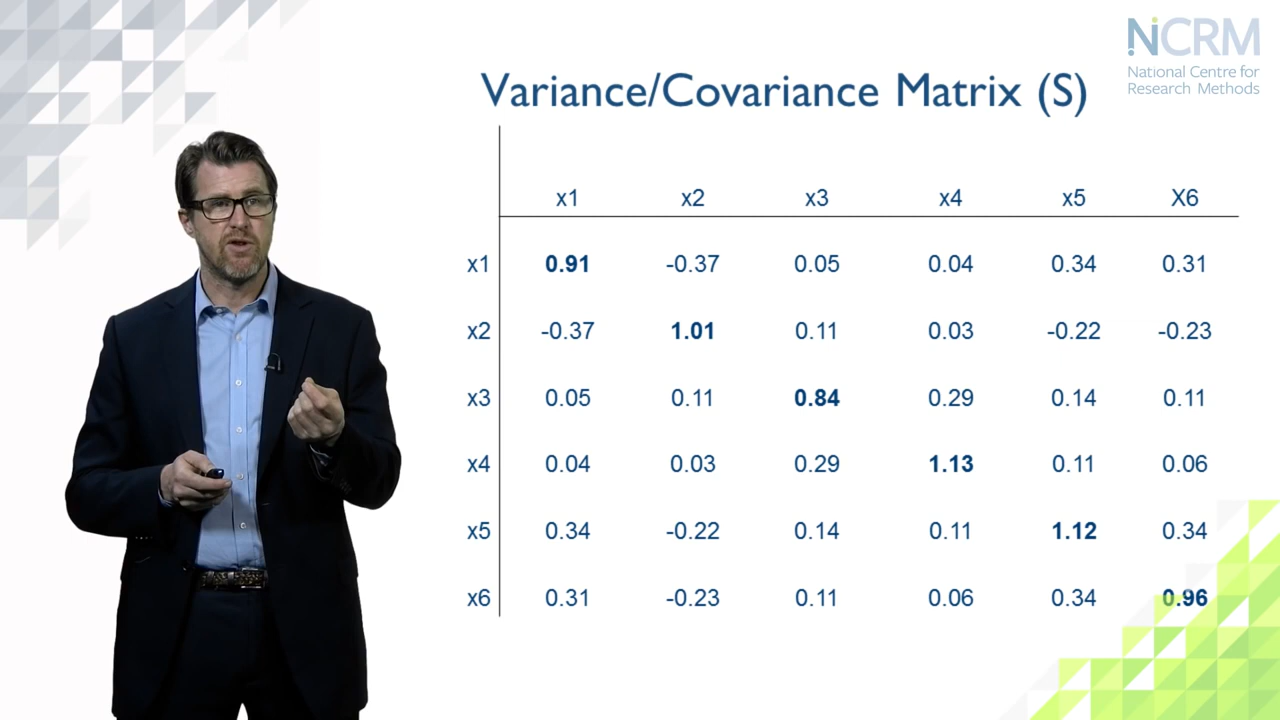 NCRM
National Centre for
Research Methods
Variance/Covariance Matrix (S)
x1 x2 x3 x4 x5 X6
x1 0.91 -0.37 0.05 0.04 0.34 0.31
x2 -0.37 1.01 0.11 0.03 -0.22 -0.23
x3 0.05 0.11 0.84 0.29 0.14 0.11
x4 0.04 0.03 0.29 1.13 0.11 0.06
x5 0.34 -0.22 0.14 0.11 1.12 0.34
x6 0.31 -0.23 0.11 0.06 0.34 0.96